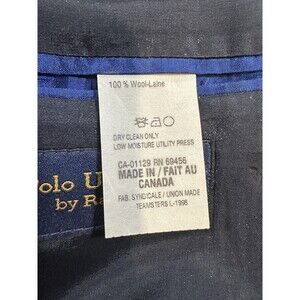 100 % Wool-Laine
DRY CLEAN ONLY
LOW MOISTURE UTILITY PRESS
CA-01129 RN 69456
MADE IN / FAIT AU
CANADA
FAB. SYNDICALE / UNION MADE
TEAMSTERS L-1998
olo U
by Ra